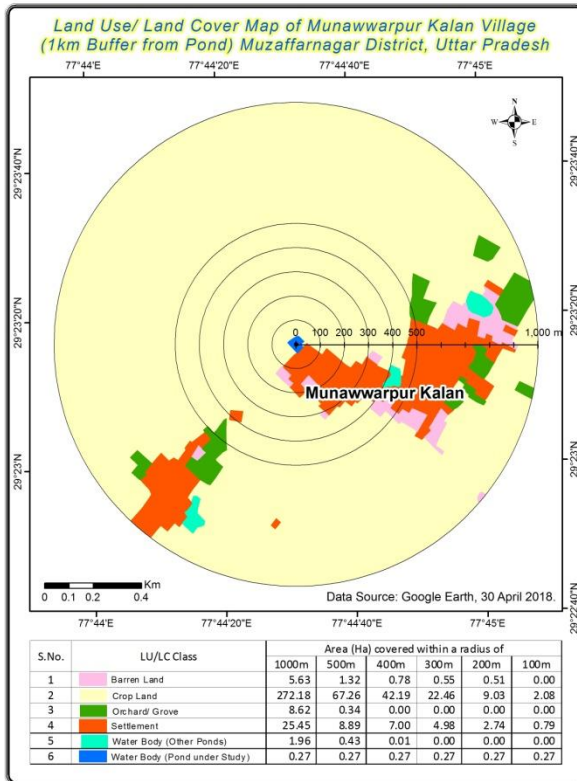 Land Use/ Land Cover Map of Munawwarpur Kalan Village
(1km Buffer from Pond) Muzaffarnagar District, Uttar Pradesh
77°44'E 77°44'20"E 77°44'40"E 77°45'E
N
W E
S
29°23'40"N 29°23'40"N
29°23'20"N 29°23'20"N
0 100 200 300 400 500 1,000 m
Munawwarpur Kalan
29°23'N 29°23'N
Km
0 0.1 0.2 0.4
Data Source: Google Earth, 30 April 2018.
29°22'40"N
77°44'E 77°44'20"E 77°44'40"E 77°45'E
S.No. LU/LC Class Area (Ha) covered within a radius of
1000m 500m 400m 300m 200m 100m
1 Barren Land 5.63 1.32 0.78 0.55 0.51 0.00
2 Crop Land 272.18 67.26 42.19 22.46 9.03 2.08
3 Orchard/ Grove 8.62 0.34 0.00 0.00 0.00 0.00
4 Settlement 25.45 8.89 7.00 4.98 2.74 0.79
5 Water Body (Other Ponds) 1.96 0.43 0.01 0.00 0.00 0.00
6 Water Body (Pond under Study) 0.27 0.27 0.27 0.27 0.27 0.27